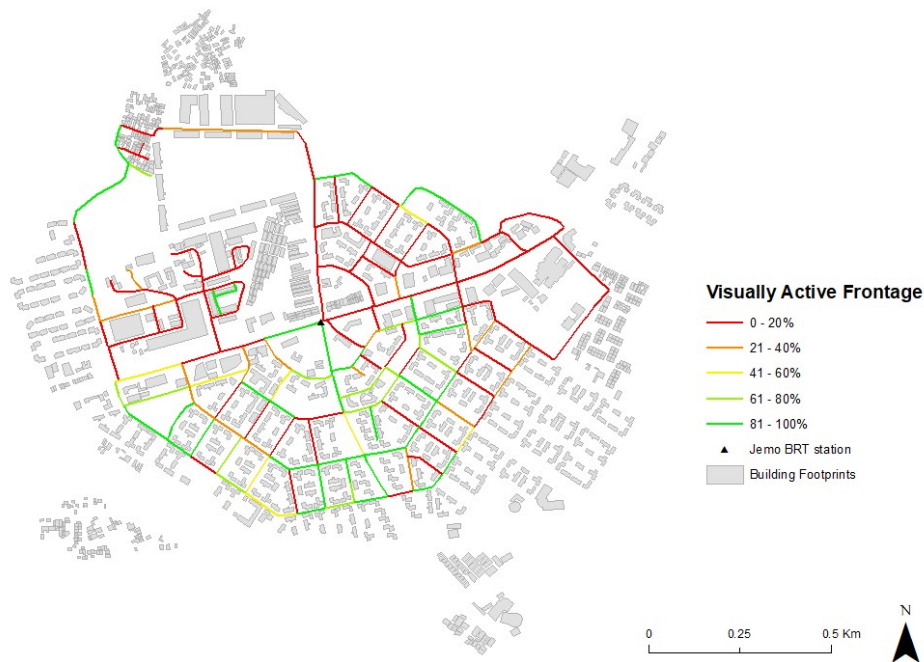 Visually Active Frontage
0 - 20%
21 - 40%
41 - 60%
61 - 80%
81 - 100%
Jemo BRT station
Building Footprints
N
0 0.25 0.5 Km